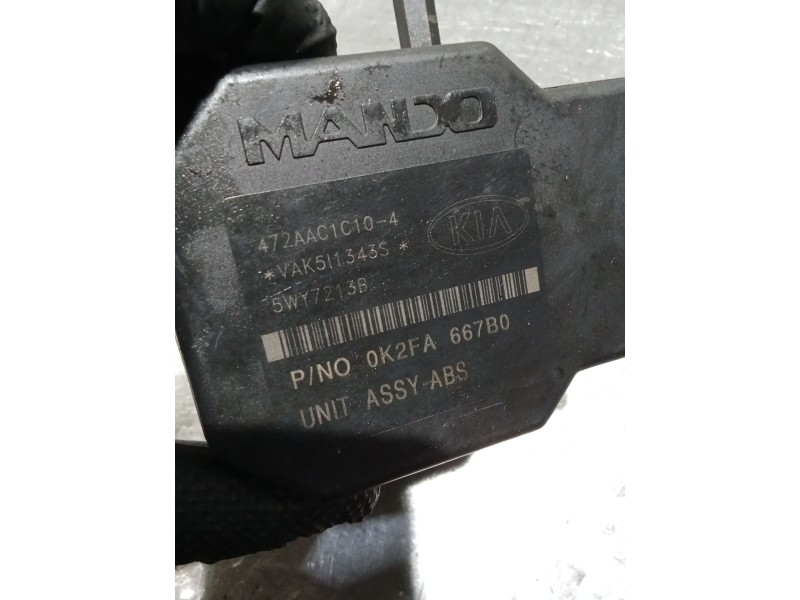 MANDO
472AAC1C10-4
KIA
*VAK5I1343S*
5WY7213B
P/NO 0K2FA 667B0
UNIT ASSY-ABS